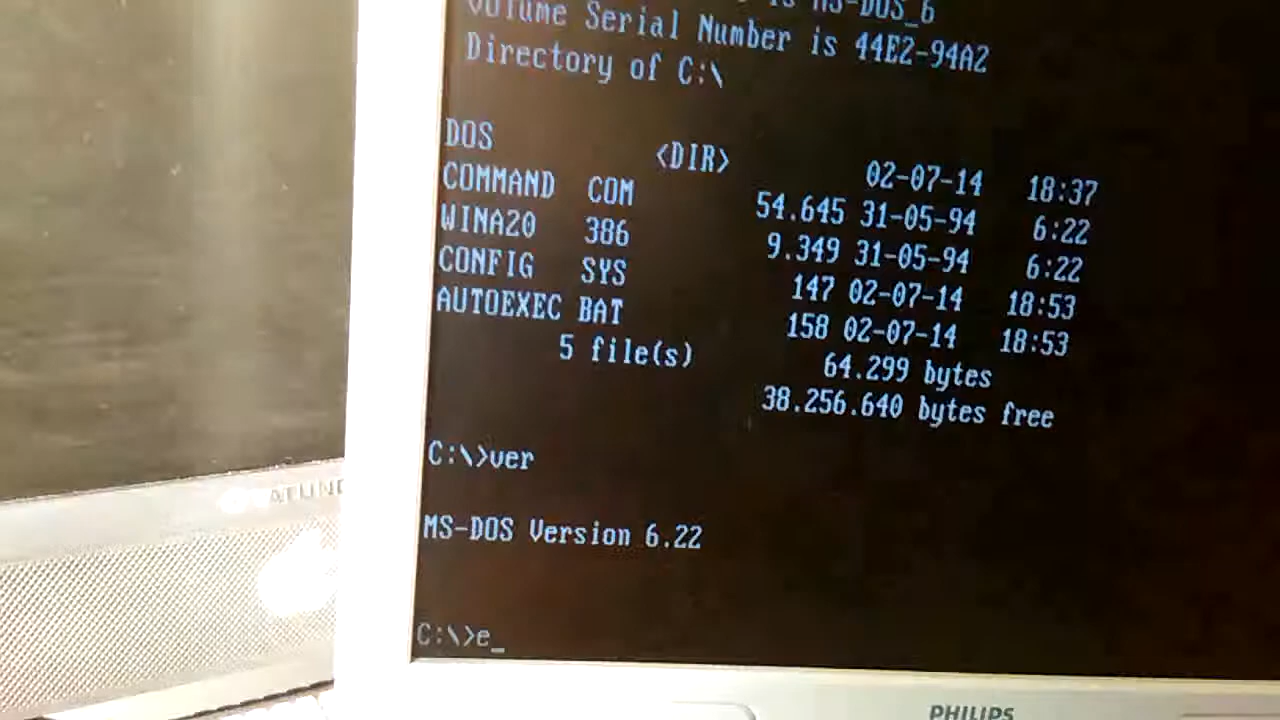 is MS-DOS_6
Volume Serial Number is 44E2-94A2
Directory of C:\
DOS <DIR> 02-07-14 18:37
COMMAND COM 54.645 31-05-94 6:22
WINA20 386 9.349 31-05-94 6:22
CONFIG SYS 147 02-07-14 18:53
AUTOEXEC BAT 158 02-07-14 18:53
5 file(s) 64.299 bytes
38.256.640 bytes free
C:\>ver
MS-DOS Version 6.22
C:\>e_
PHILIPS